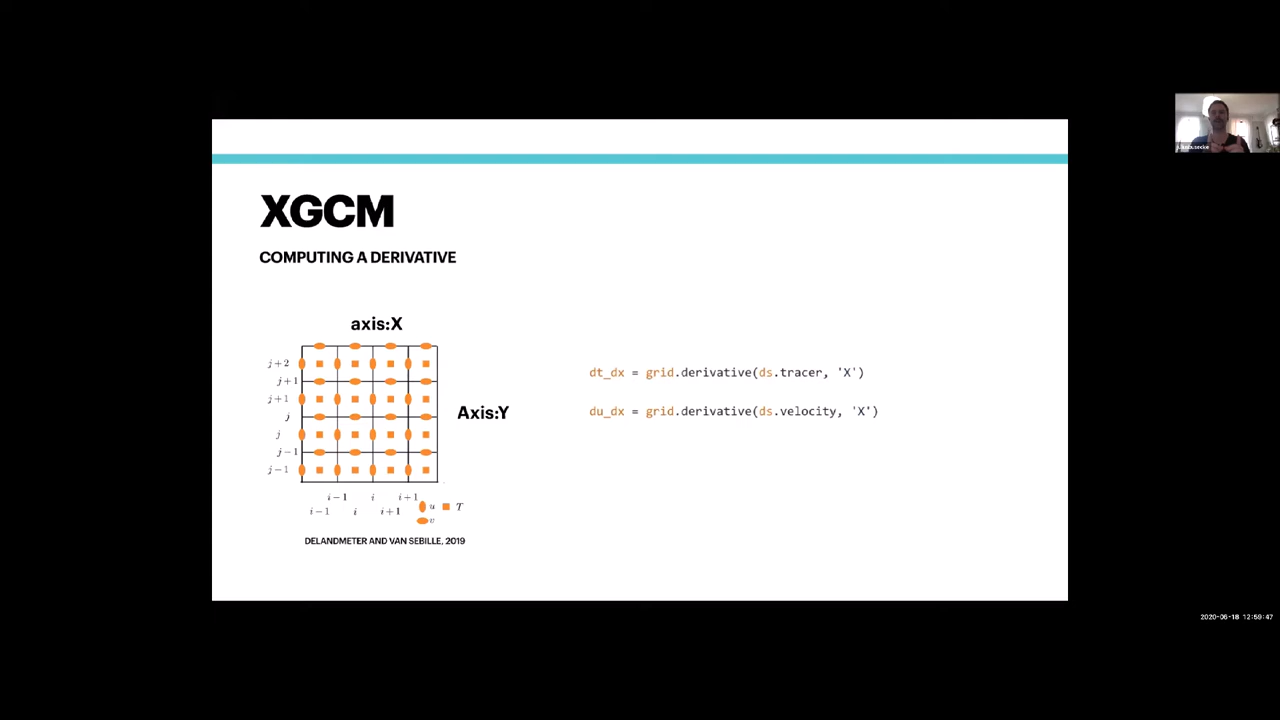 XGCM
COMPUTING A DERIVATIVE
axis:X
j + 2
j + 1
j + 1
j
j
j − 1
j − 1
Axis:Y
i − 1 i i + 1
i − 1 i i + 1
u T
v
DELANDMETER AND VAN SEBILLE, 2019
dt_dx = grid.derivative(ds.tracer, 'X')
du_dx = grid.derivative(ds.velocity, 'X')
2020-06-18 12:59:47